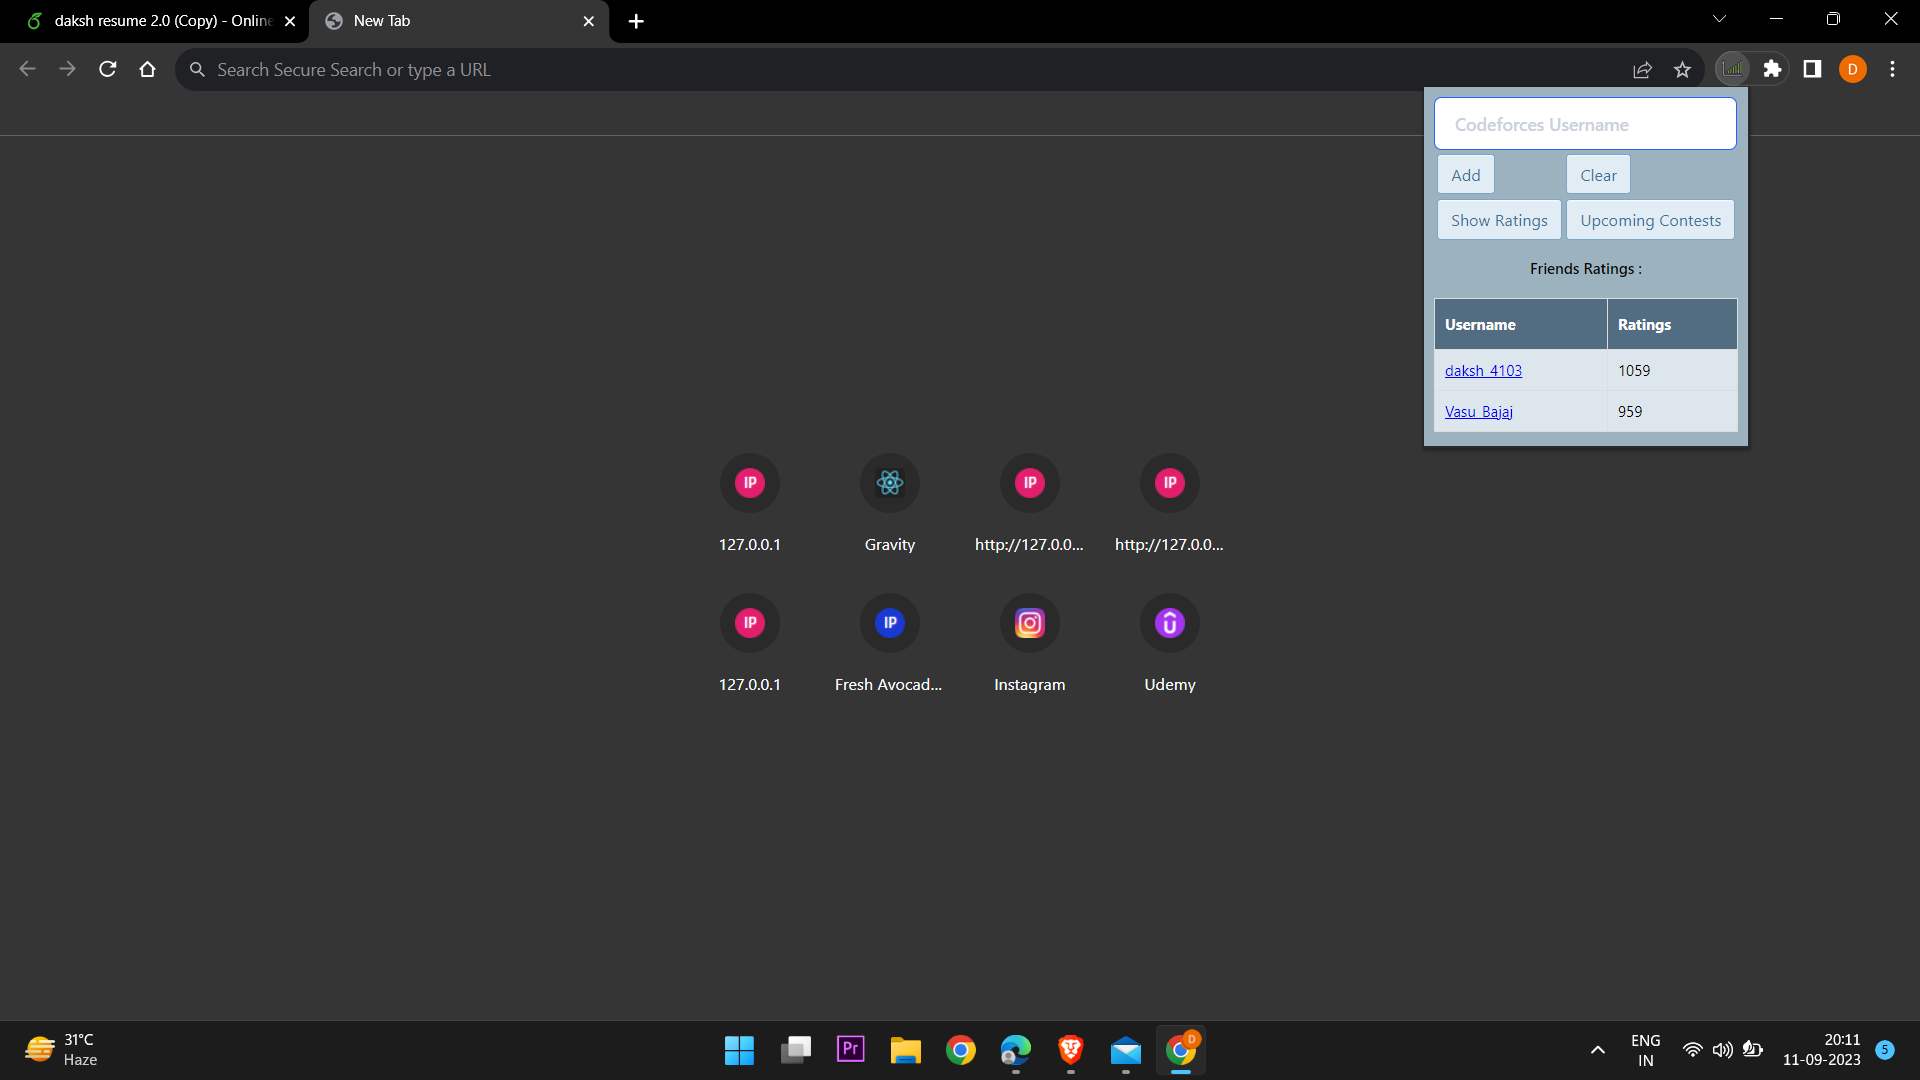 daksh resume 2.0 (Copy) - Online
New Tab
Search Secure Search or type a URL
D
Codeforces Username
Add
Clear
Show Ratings
Upcoming Contests
Friends Ratings :
Username
Ratings
daksh_4103
1059
Vasu_Bajaj
959
IP
IP
IP
127.0.0.1
Gravity
http://127.0.0...
http://127.0.0...
IP
IP
127.0.0.1
Fresh Avocad...
Instagram
Udemy
31°C
Haze
Pr
D
ENG
IN
20:11
11-09-2023
5